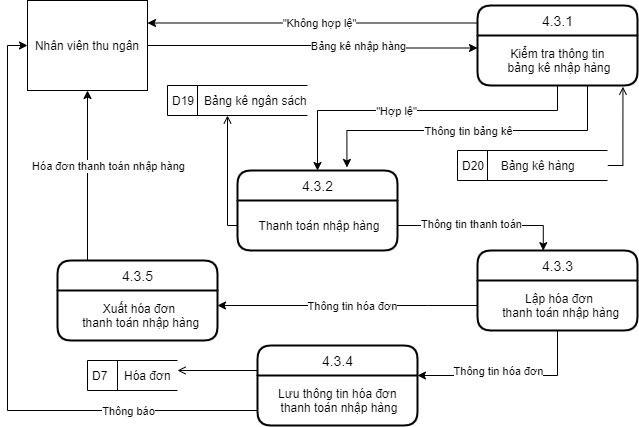 "Không hợp lệ"
4.3.1
Nhân viên thu ngân
Bảng kê nhập hàng
Kiểm tra thông tin
bảng kê nhập hàng
D19 Bảng kê ngân sách
"Hợp lệ"
Thông tin bảng kê
Hóa đơn thanh toán nhập hàng
D20 Bảng kê hàng
4.3.2
Thanh toán nhập hàng
Thông tin thanh toán
4.3.3
4.3.5
Lập hóa đơn
thanh toán nhập hàng
Xuất hóa đơn
thanh toán nhập hàng
Thông tin hóa đơn
4.3.4
Thông tin hóa đơn
D7 Hóa đơn
Lưu thông tin hóa đơn
thanh toán nhập hàng
Thông báo